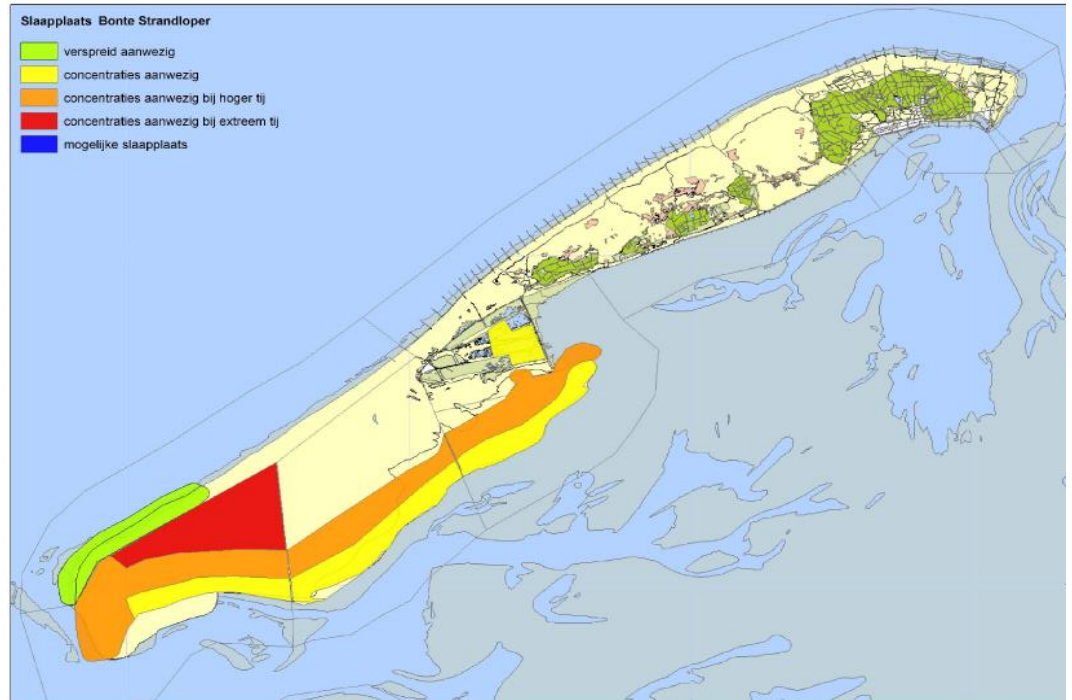 Slaapplaats Bonte Strandloper
verspreid aanwezig
concentraties aanwezig
concentraties aanwezig bij hoger tij
concentraties aanwezig bij extreem tij
mogelijke slaapplaats